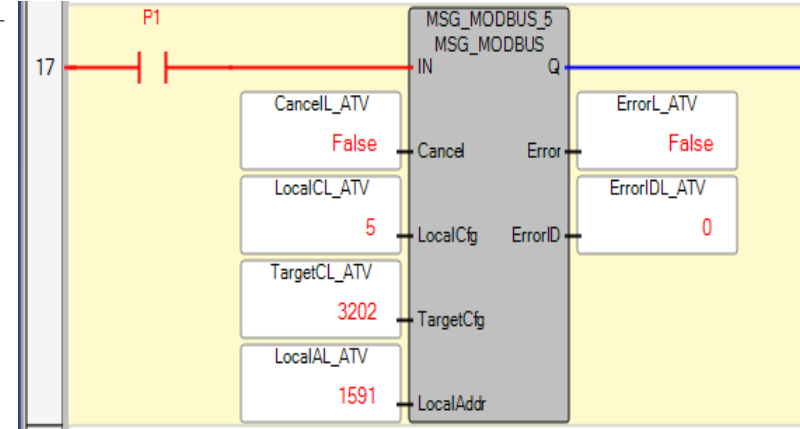 P1
MSG_MODBUS_5
MSG_MODBUS
17
IN Q
CancelL_ATV
False
Cancel
ErrorL_ATV
False
Error
LocalCL_ATV
5
LocalCfg
ErrorIDL_ATV
0
ErrorID
TargetCL_ATV
3202
TargetCfg
LocalAL_ATV
1591
LocalAddr